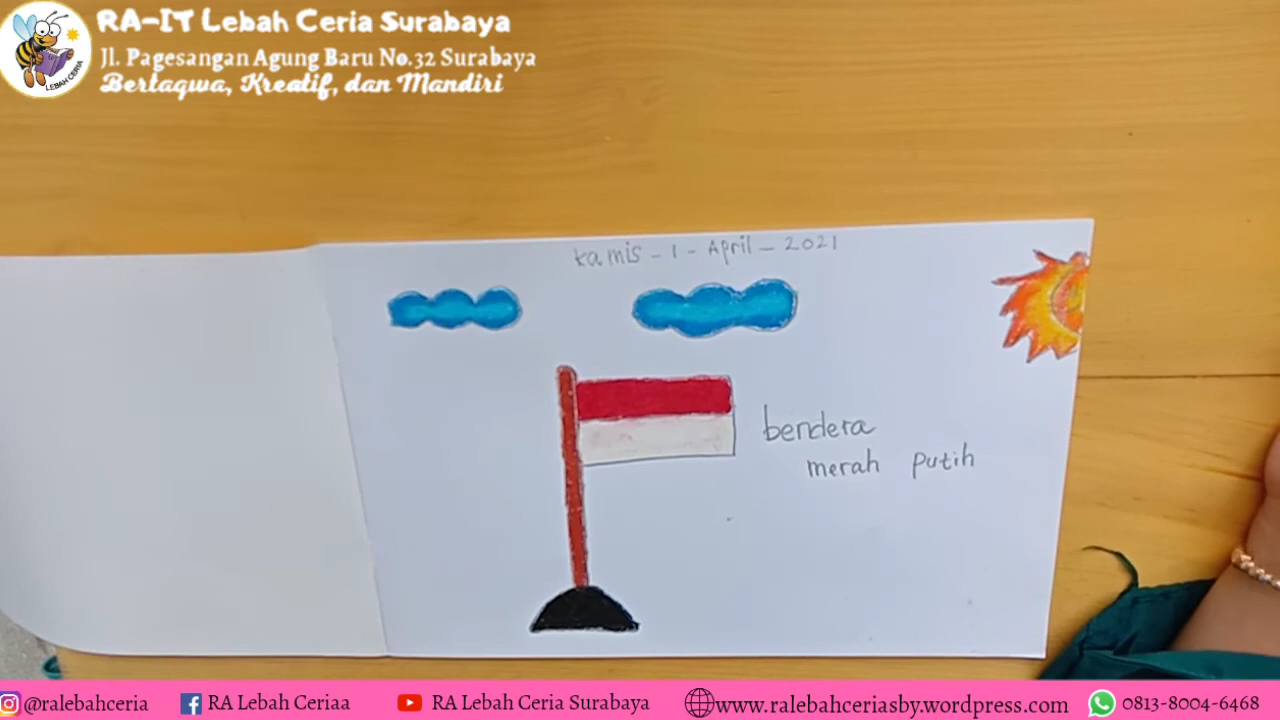 RA-IT Lebah Ceria Surabaya
Jl. Pagesangan Agung Baru No.32 Surabaya
Bertaqwa, Kreatif, dan Mandiri
LEBAH CERIA
Kamis - 1 - April - 2021
bendera
merah putih
@ralebahceria
RA Lebah Ceriaa
RA Lebah Ceria Surabaya
www.ralebahceriasby.wordpress.com
0813-8004-6468